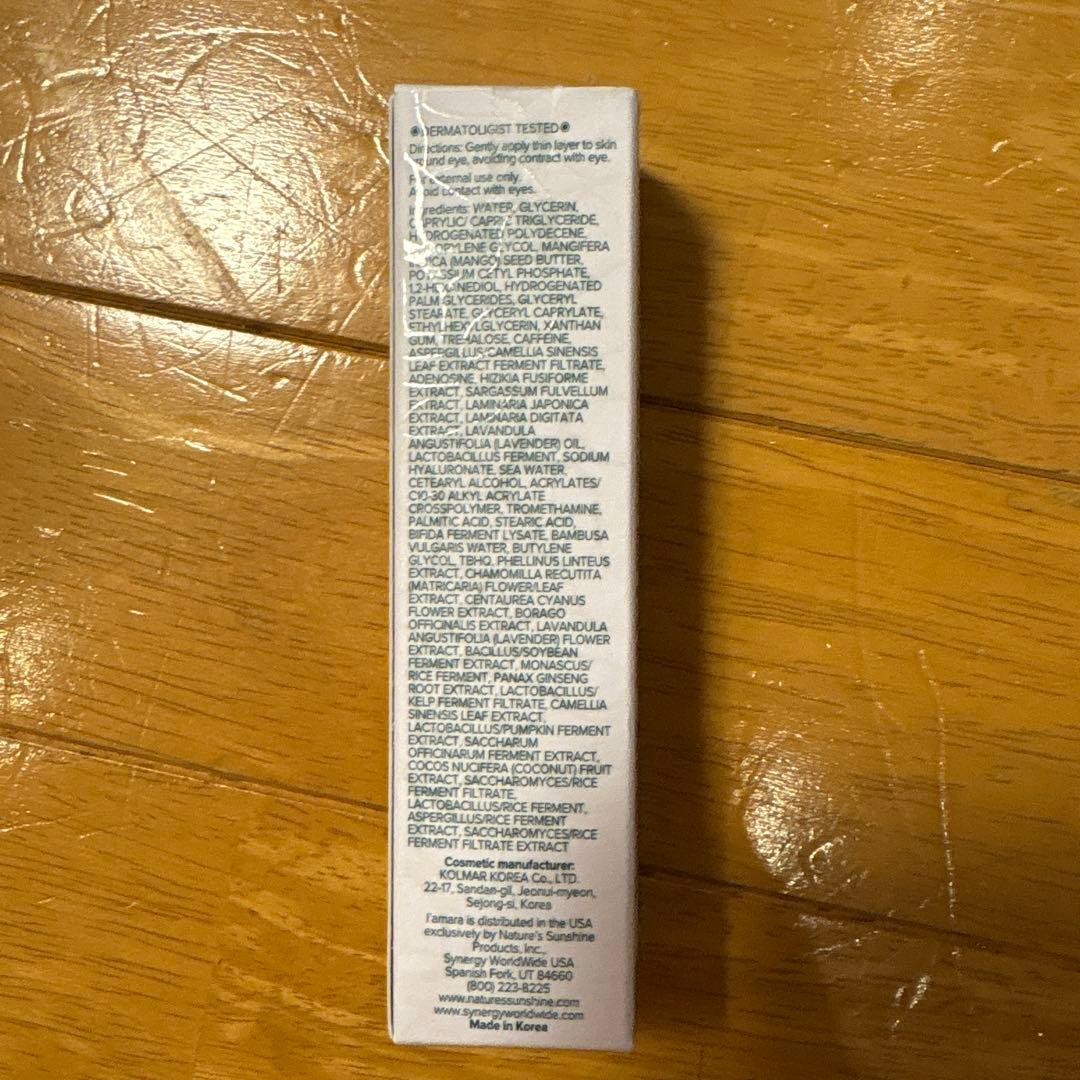 DERMATOLIGIST TESTED
Directions: Gently apply thin layer to skin
around eye, avoiding contract with eye.
For external use only.
Avoid contact with eyes.
Ingredients: WATER, GLYCERIN,
CAPRYLIC/ CAPRIC TRIGLYCERIDE,
HYDROGENATED POLYDECENE,
DIPROPYLENE GLYCOL, MANGIFERA
INDICA (MANGO) SEED BUTTER,
POTASSIUM CETYL PHOSPHATE,
1,2-HEXANEDIOL, HYDROGENATED
PALM GLYCERIDES, GLYCERYL
STEARATE, GLYCERYL CAPRYLATE,
ETHYLHEXYLGLYCERIN, XANTHAN
GUM, TREHALOSE, CAFFEINE,
ASPERGILLUS/CAMELLIA SINENSIS
LEAF EXTRACT FERMENT FILTRATE,
ADENOSINE, HIZIKIA FUSIFORME
EXTRACT, SARGASSUM FULVELLUM
EXTRACT, LAMINARIA JAPONICA
EXTRACT, LAMINARIA DIGITATA
EXTRACT, LAVANDULA
ANGUSTIFOLIA (LAVENDER) OIL,
LACTOBACILLUS FERMENT, SODIUM
HYALURONATE, SEA WATER,
CETEARYL ALCOHOL, ACRYLATES/
C10-30 ALKYL ACRYLATE
CROSSPOLYMER, TROMETHAMINE,
PALMITIC ACID, STEARIC ACID,
BIFIDA FERMENT LYSATE, BAMBUSA
VULGARIS WATER, BUTYLENE
GLYCOL, TBHQ, PHELLINUS LINTEUS
EXTRACT, CHAMOMILLA RECUTITA
(MATRICARIA) FLOWER/LEAF
EXTRACT, CENTAUREA CYANUS
FLOWER EXTRACT, BORAGO
OFFICINALIS EXTRACT, LAVANDULA
ANGUSTIFOLIA (LAVENDER) FLOWER
EXTRACT, BACILLUS/SOYBEAN
FERMENT EXTRACT, MONASCUS/
RICE FERMENT, PANAX GINSENG
ROOT EXTRACT, LACTOBACILLUS/
KELP FERMENT FILTRATE, CAMELLIA
SINENSIS LEAF EXTRACT,
LACTOBACILLUS/PUMPKIN FERMENT
EXTRACT, SACCHARUM
OFFICINARUM FERMENT EXTRACT,
COCOS NUCIFERA (COCONUT) FRUIT
EXTRACT, SACCHAROMYCES/RICE
FERMENT FILTRATE,
LACTOBACILLUS/RICE FERMENT,
ASPERGILLUS/RICE FERMENT
EXTRACT, SACCHAROMYCES/RICE
FERMENT FILTRATE EXTRACT
Cosmetic manufacturer:
KOLMAR KOREA Co., LTD.
22-17, Sandan-gil, Jeonui-myeon,
Sejong-si, Korea
I'amara is distributed in the USA
exclusively by Nature's Sunshine
Products, Inc.,
Synergy WorldWide USA
Spanish Fork, UT 84660
(800) 223-8225
www.naturessunshine.com
www.synergyworldwide.com
Made in Korea